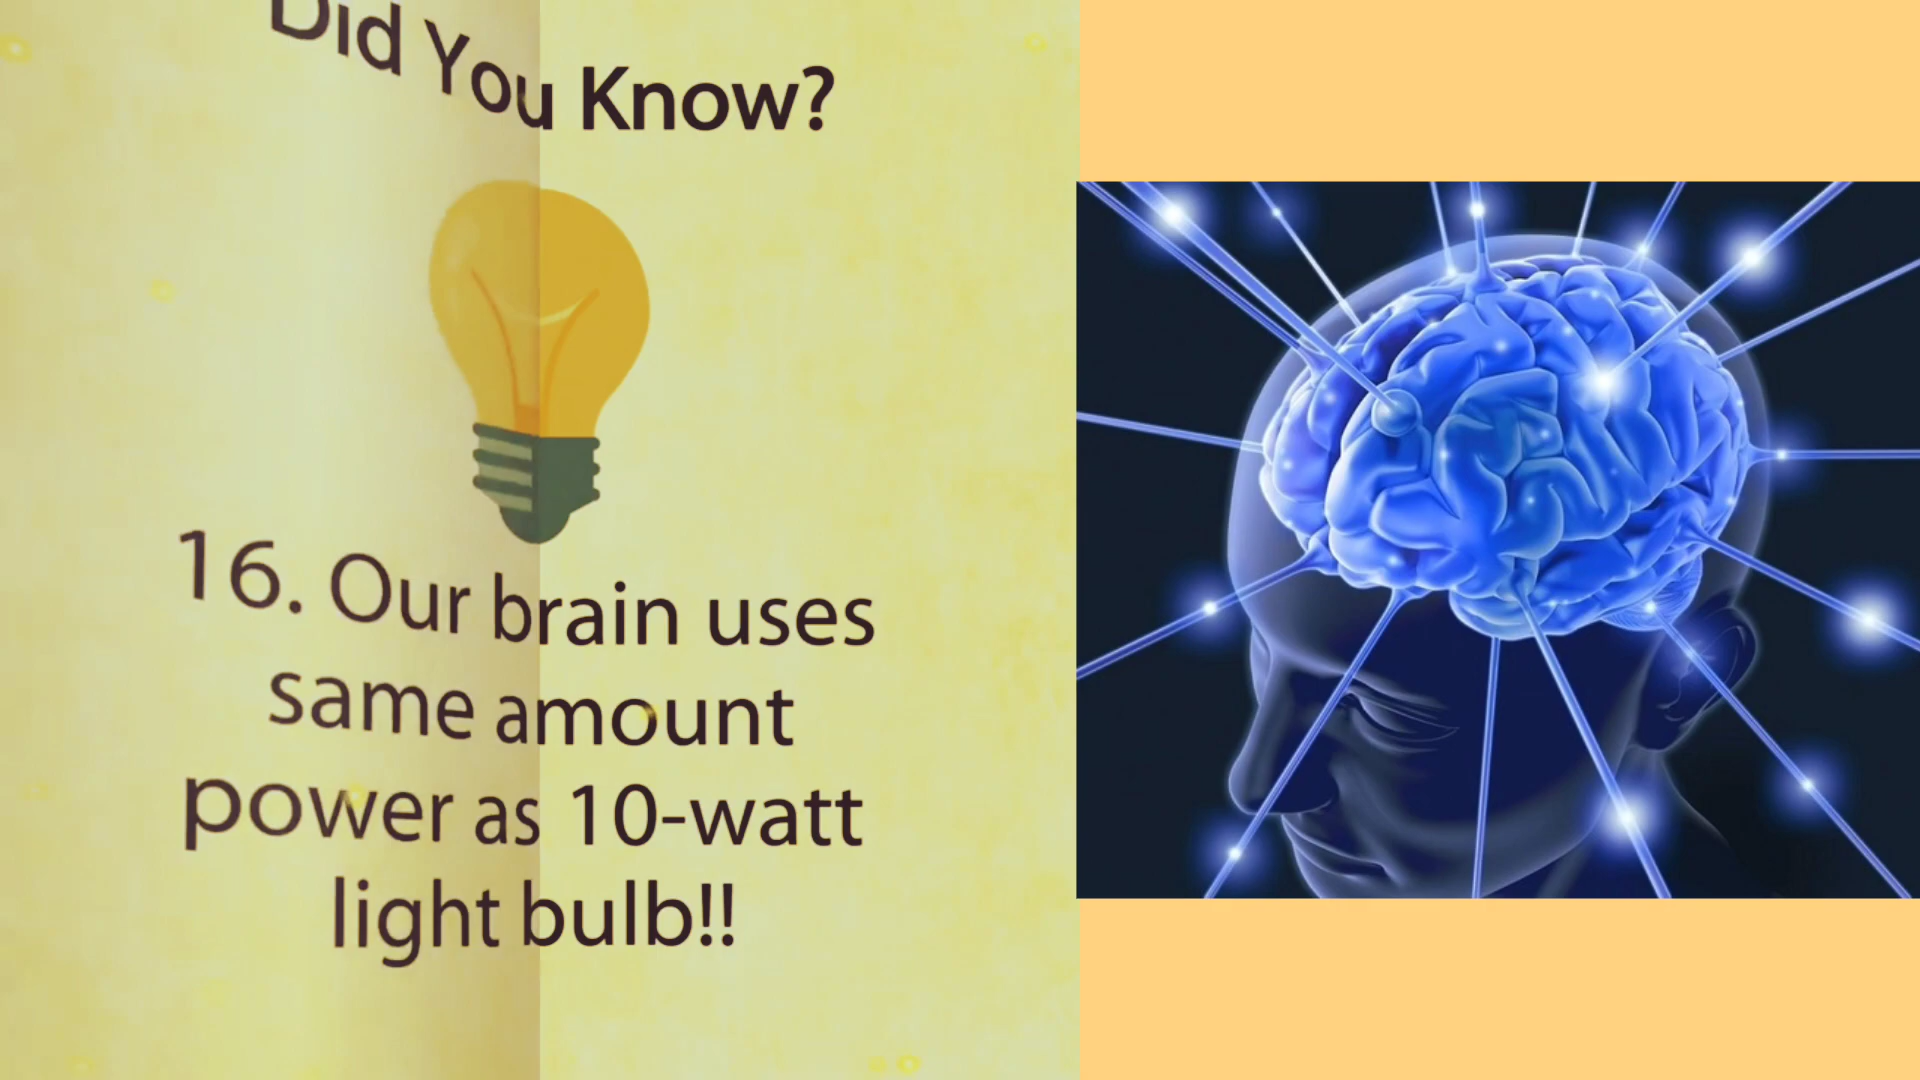 Did You Know?
16. Our brain uses
same amount
power as 10-watt
light bulb!!